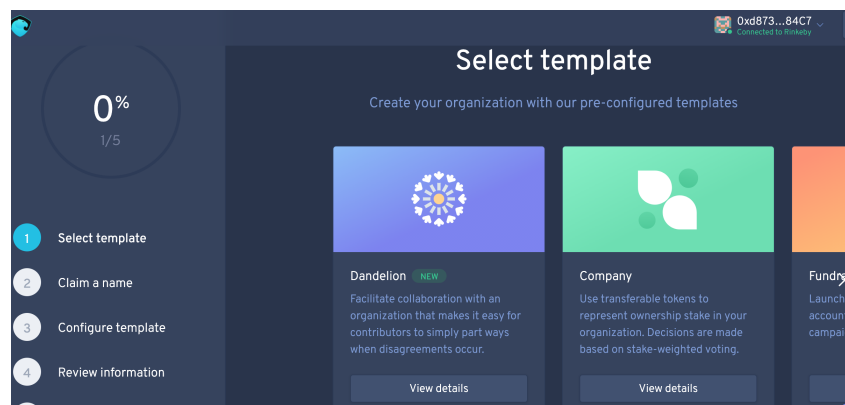 0xd873...84C7
Connected to Rinkeby
Select template
Create your organization with our pre-configured templates
0%
1/5
1 Select template
2 Claim a name
3 Configure template
4 Review information
Dandelion NEW
Facilitate collaboration with an
organization that makes it easy for
contributors to simply part ways
when disagreements occur.
View details
Company
Use transferable tokens to
represent ownership stake in your
organization. Decisions are made
based on stake-weighted voting.
View details
Launch